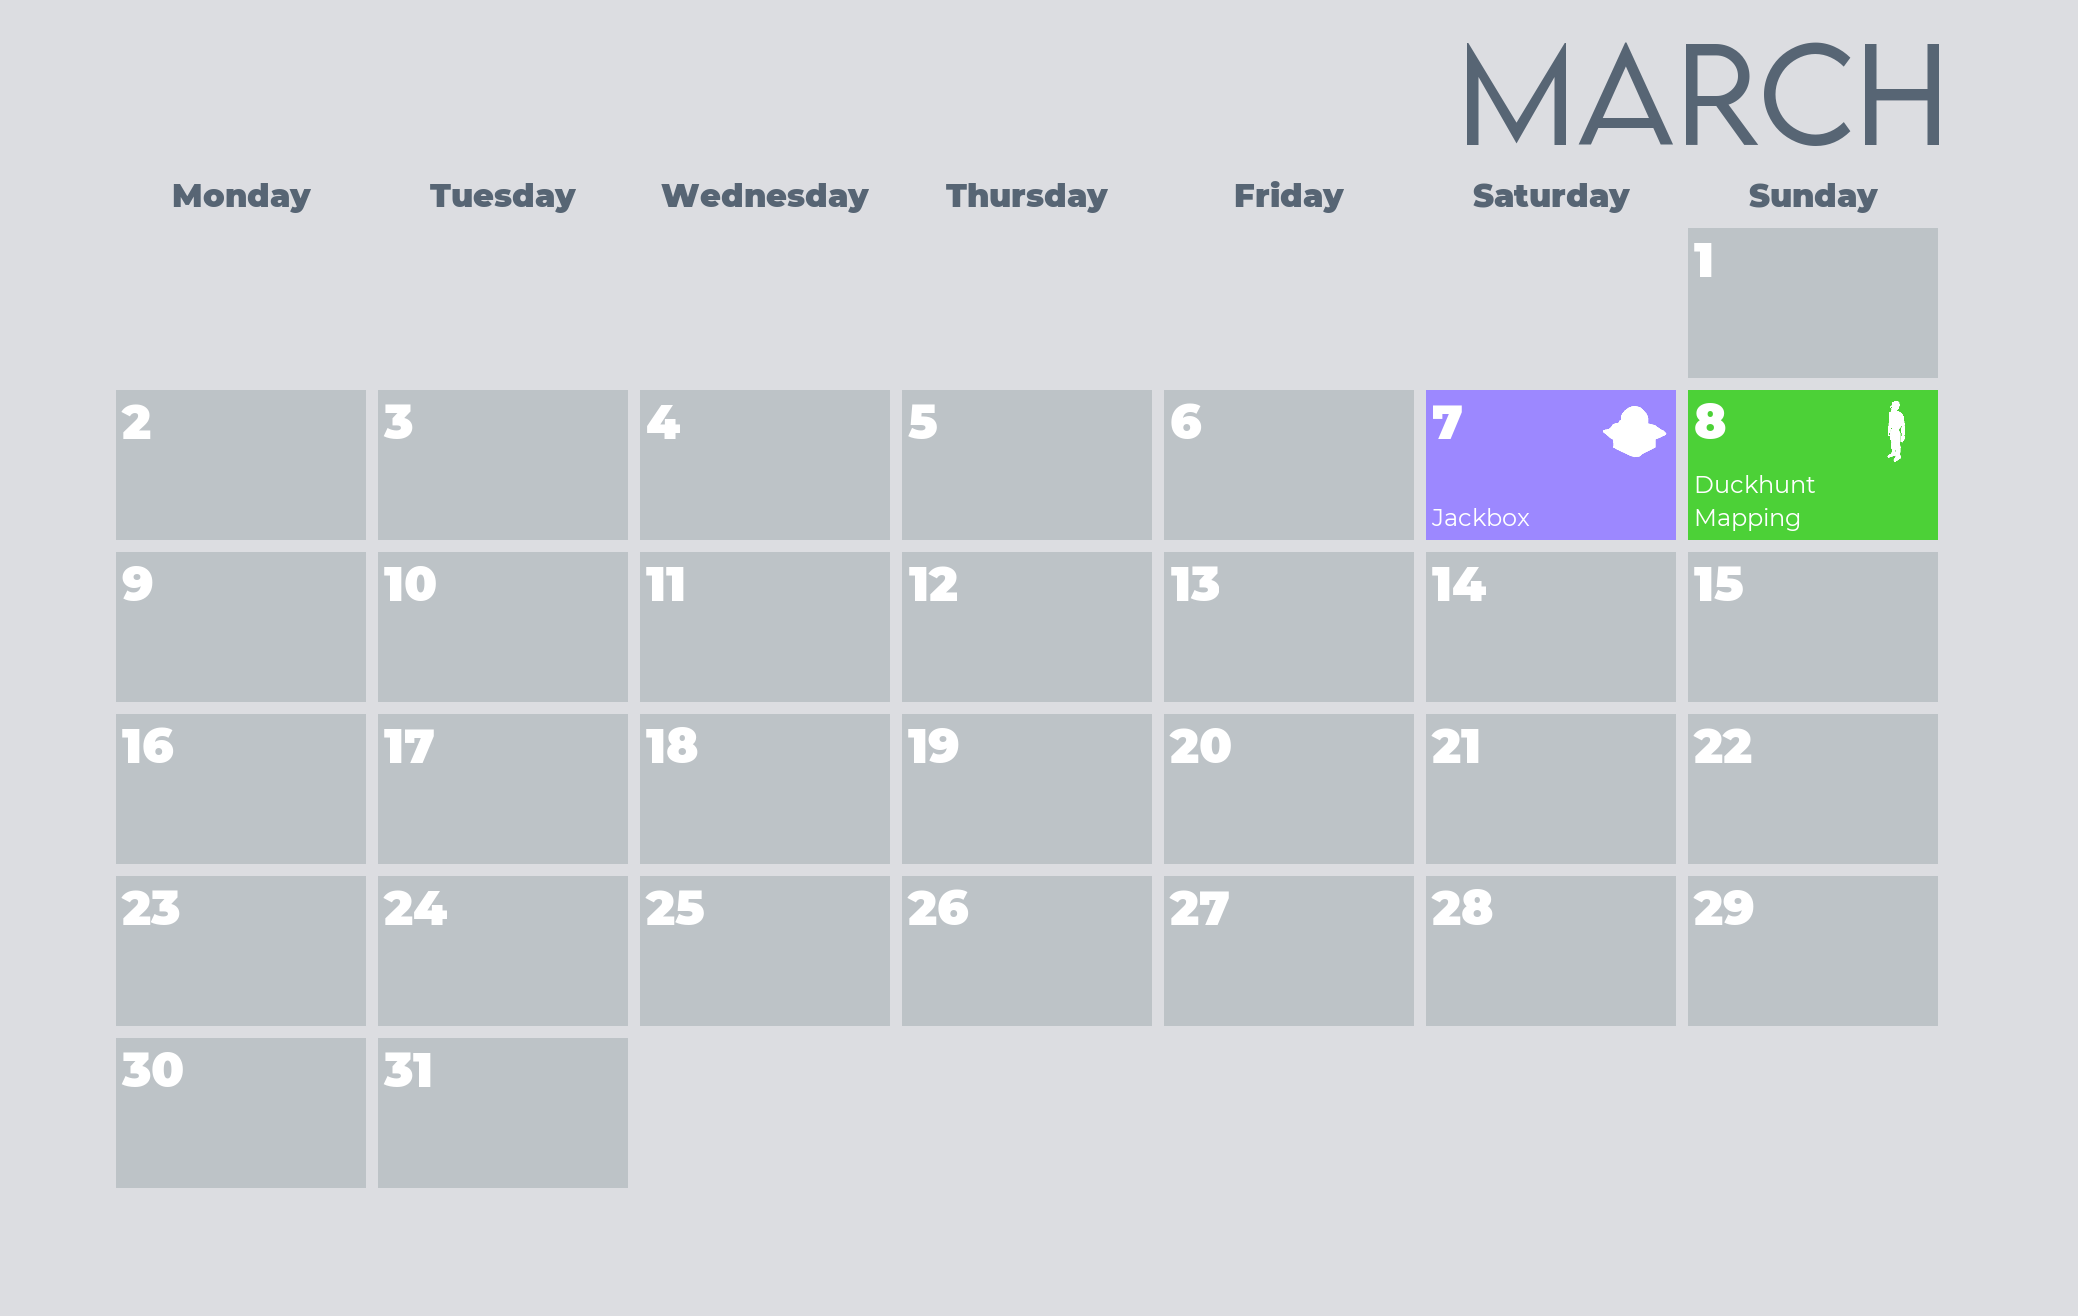 MARCH
Monday Tuesday Wednesday Thursday Friday Saturday Sunday
1
2 3 4 5 6 7 8
Jackbox
Duckhunt
Mapping
9 10 11 12 13 14 15
16 17 18 19 20 21 22
23 24 25 26 27 28 29
30 31